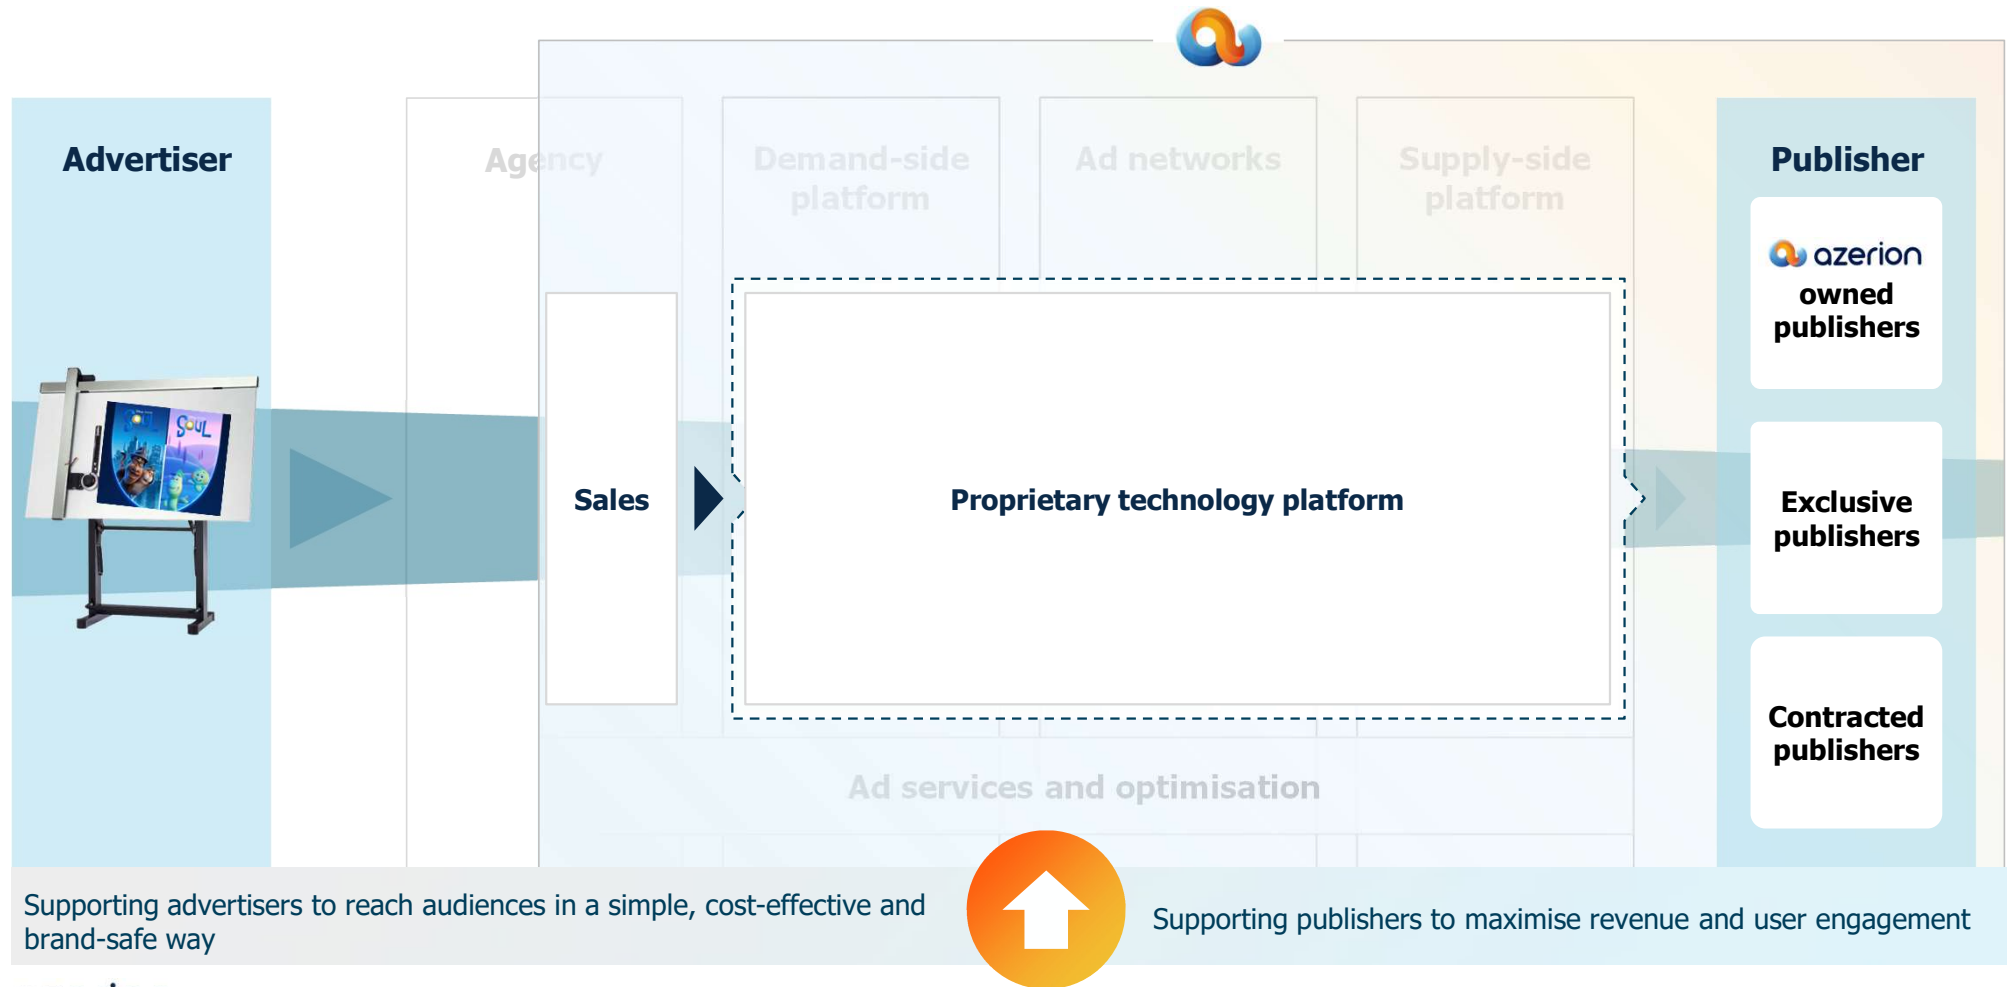 Advertiser
Agency
Demand-side
platform
Ad networks
Supply-side
platform
Publisher
azerion
owned
publishers
SOUL
SOUL
Sales
Proprietary technology platform
Exclusive
publishers
Contracted
publishers
Ad services and optimisation
Supporting advertisers to reach audiences in a simple, cost-effective and
brand-safe way
Supporting publishers to maximise revenue and user engagement